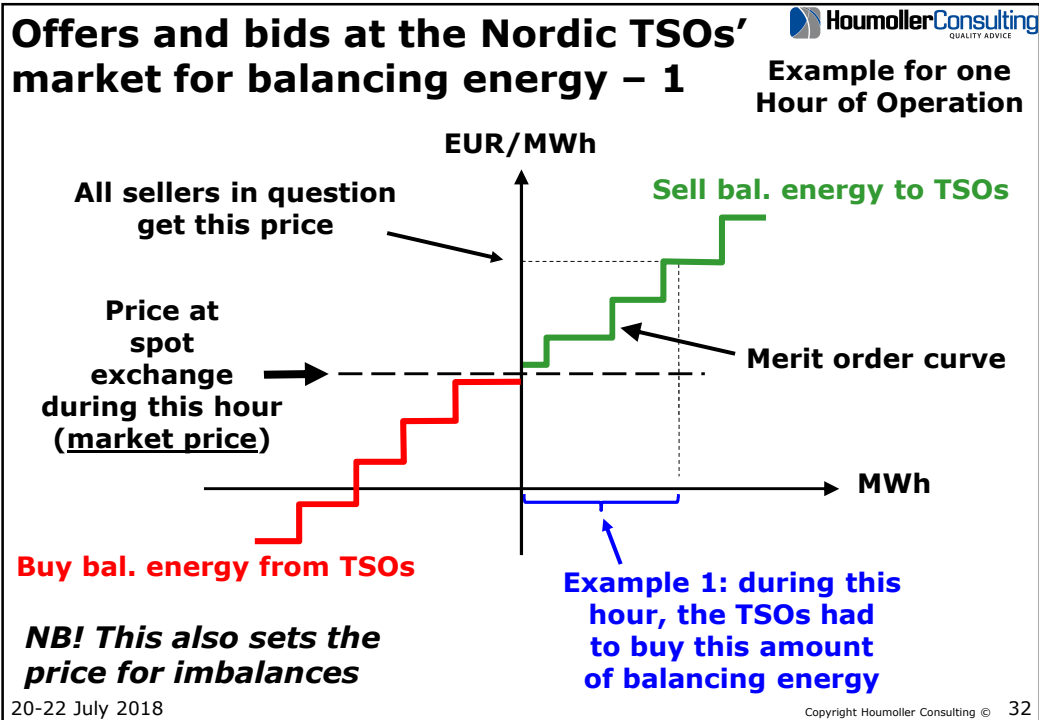 Offers and bids at the Nordic TSOs'
market for balancing energy – 1
HoumollerConsulting
QUALITY ADVICE
Example for one
Hour of Operation
EUR/MWh
All sellers in question
get this price
Sell bal. energy to TSOs
Price at
spot
exchange
during this hour
(market price)
Merit order curve
MWh
Buy bal. energy from TSOs
Example 1: during this
hour, the TSOs had
to buy this amount
of balancing energy
NB! This also sets the
price for imbalances
20-22 July 2018
Copyright Houmoller Consulting © 32